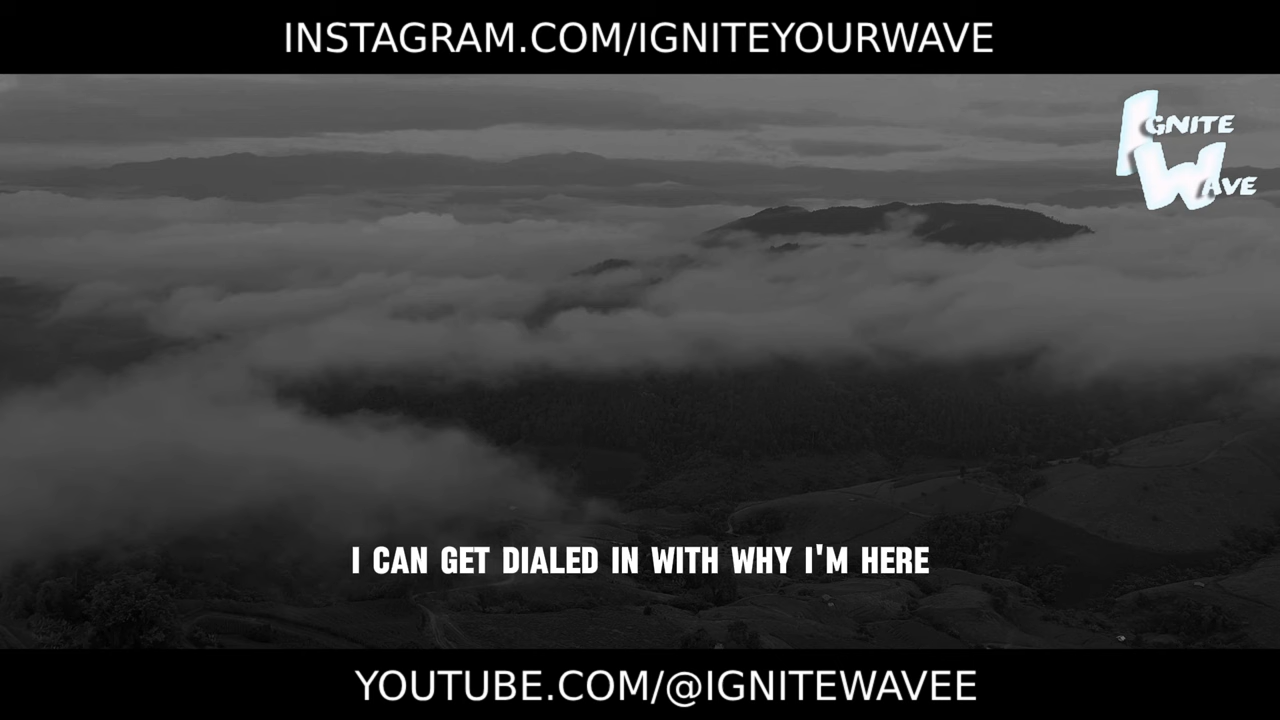 INSTAGRAM.COM/IGNITEYOURWAVE
IGNITE
WAVE
I CAN GET DIALED IN WITH WHY I'M HERE
YOUTUBE.COM/@IGNITEWAVEE